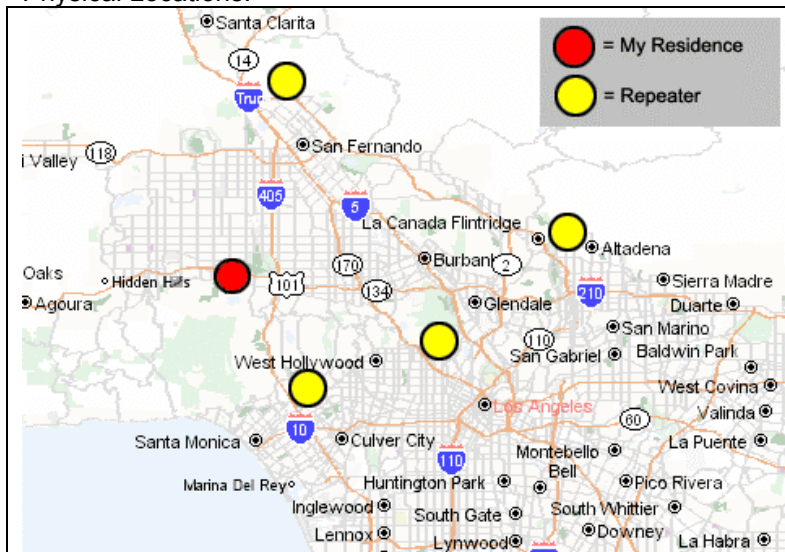 Physical Locations:
Santa Clarita
= My Residence
= Repeater
14
San Fernando
i Valley
118
405
5
La Canada Flintridge
Altadena
Burbank
170
2
Oaks
Hidden Hills
101
134
Sierra Madre
210
Agoura
Glendale
Duarte
110
San Marino
West Hollywood
San Gabriel
Baldwin Park
West Covina
Los Angeles
60
Valinda
10
Santa Monica
Culver City
La Puente
110
Montebello
Bell
Marina Del Rey
Huntington Park
Pico Rivera
Inglewood
South Gate
South Whittier
Lennox
Downey
Lynwood
La Habra